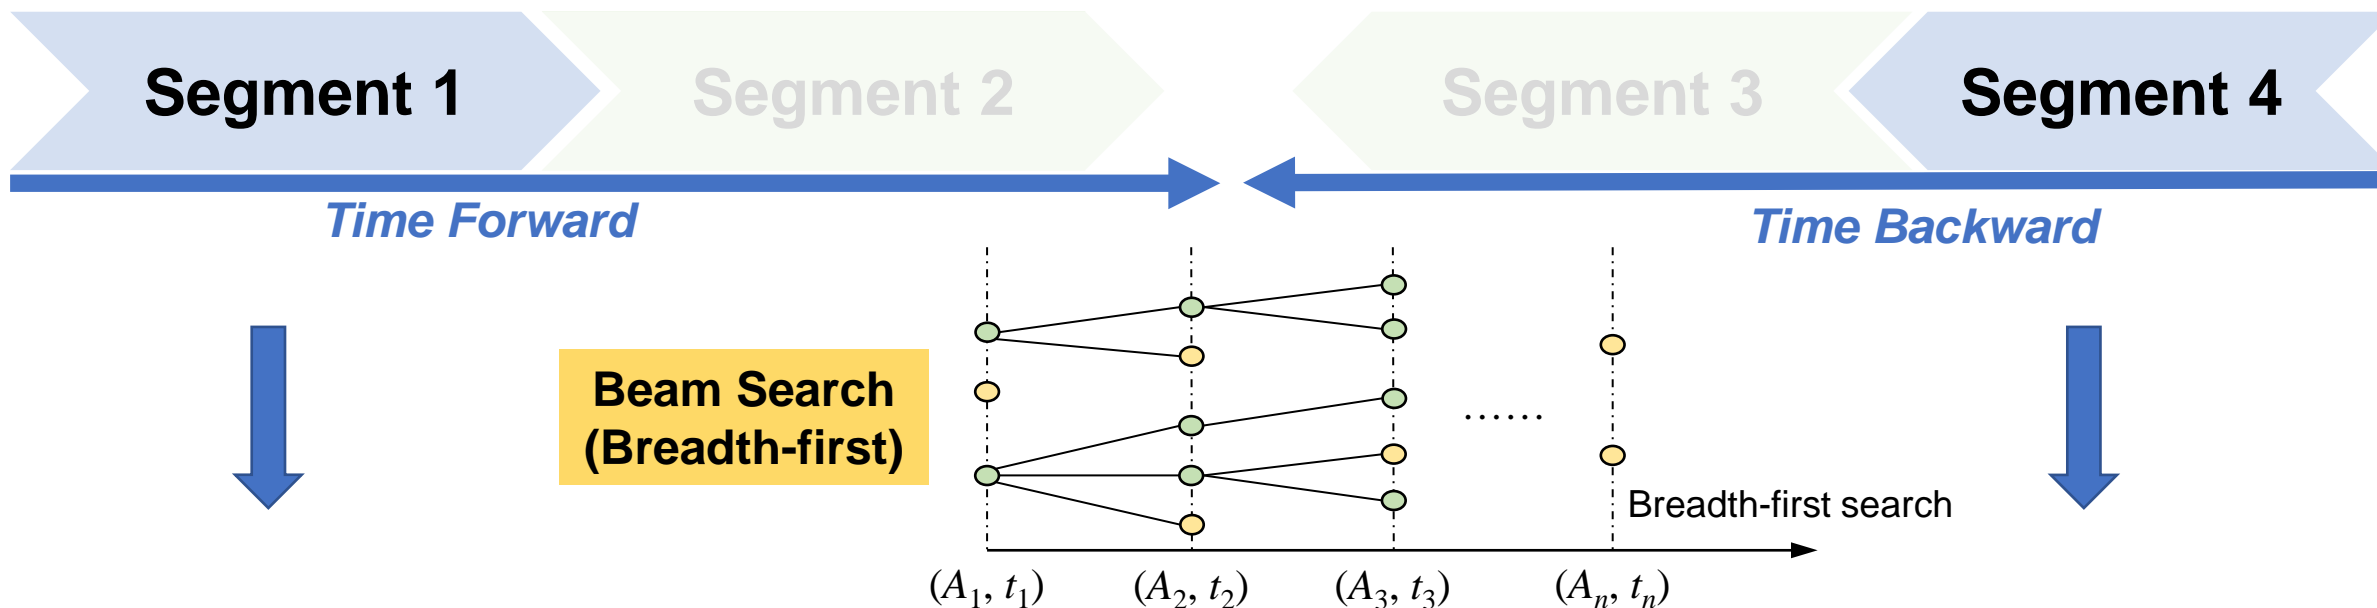 Segment 1
Segment 2
Segment 3
Segment 4
Time Forward
Time Backward
Beam Search
(Breadth-first)
......
Breadth-first search
(A₁, t₁)
(A₂, t₂)
(A₃, t₃)
(Aₙ, tₙ)